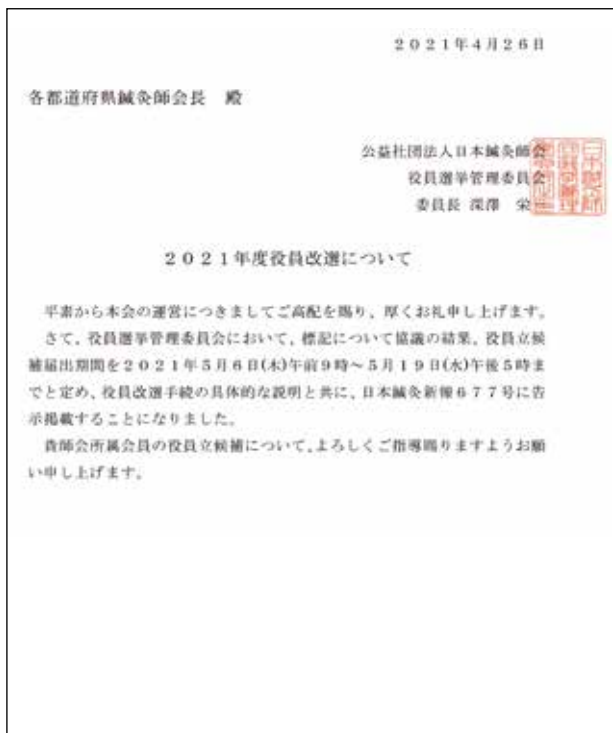 2021年4月26日
各都道府県鍼灸師会長　殿
公益社団法人日本鍼灸師会
役員選挙管理委員会
委員長 深澤　栄
2021年度役員改選について
平素から本会の運営につきましてご高配を賜り、厚くお礼申し上げます。
さて、役員選挙管理委員会において、標記について協議の結果、役員立候
補届出期間を2021年5月6日(木)午前9時～5月19日(水)午後5時ま
でと定め、役員改選手続の具体的な説明と共に、日本鍼灸新報677号に告
示掲載することになりました。
貴師会所属会員の役員立候補について、よろしくご指導賜りますようお願
い申し上げます。